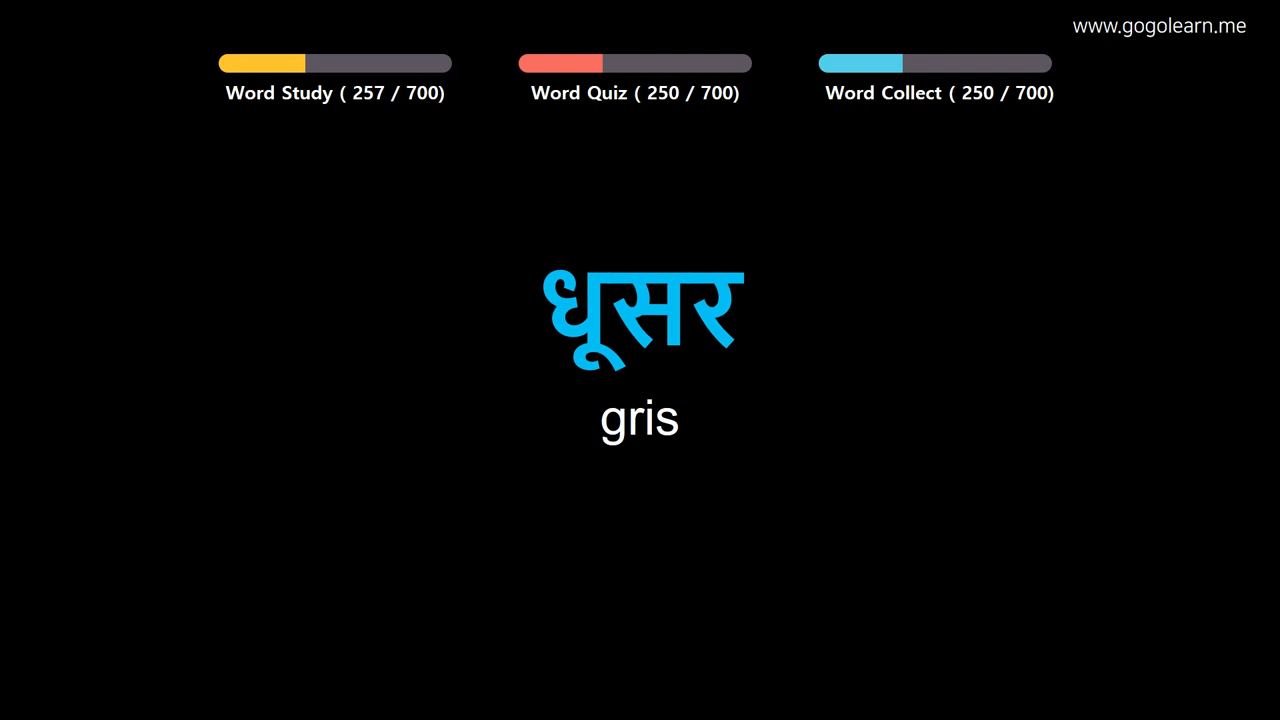 www.gogolearn.me
Word Study ( 257 / 700)
Word Quiz ( 250 / 700)
Word Collect ( 250 / 700)
धूसर
gris